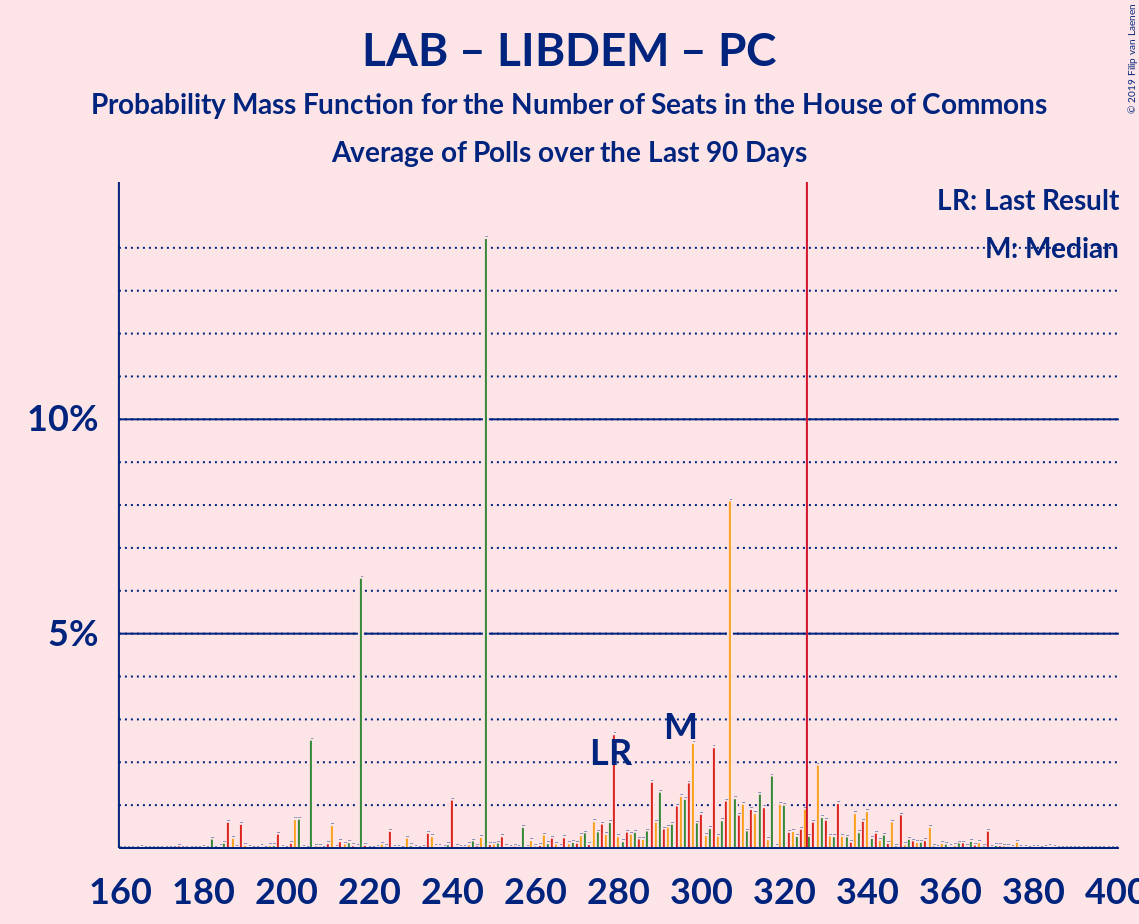 LAB – LIBDEM – PC
Probability Mass Function for the Number of Seats in the House of Commons
Average of Polls over the Last 90 Days
© 2019 Filip van Laenen
LR: Last Result
M: Median
10%
5%
M
LR
160 180 200 220 240 260 280 300 320 340 360 380 400